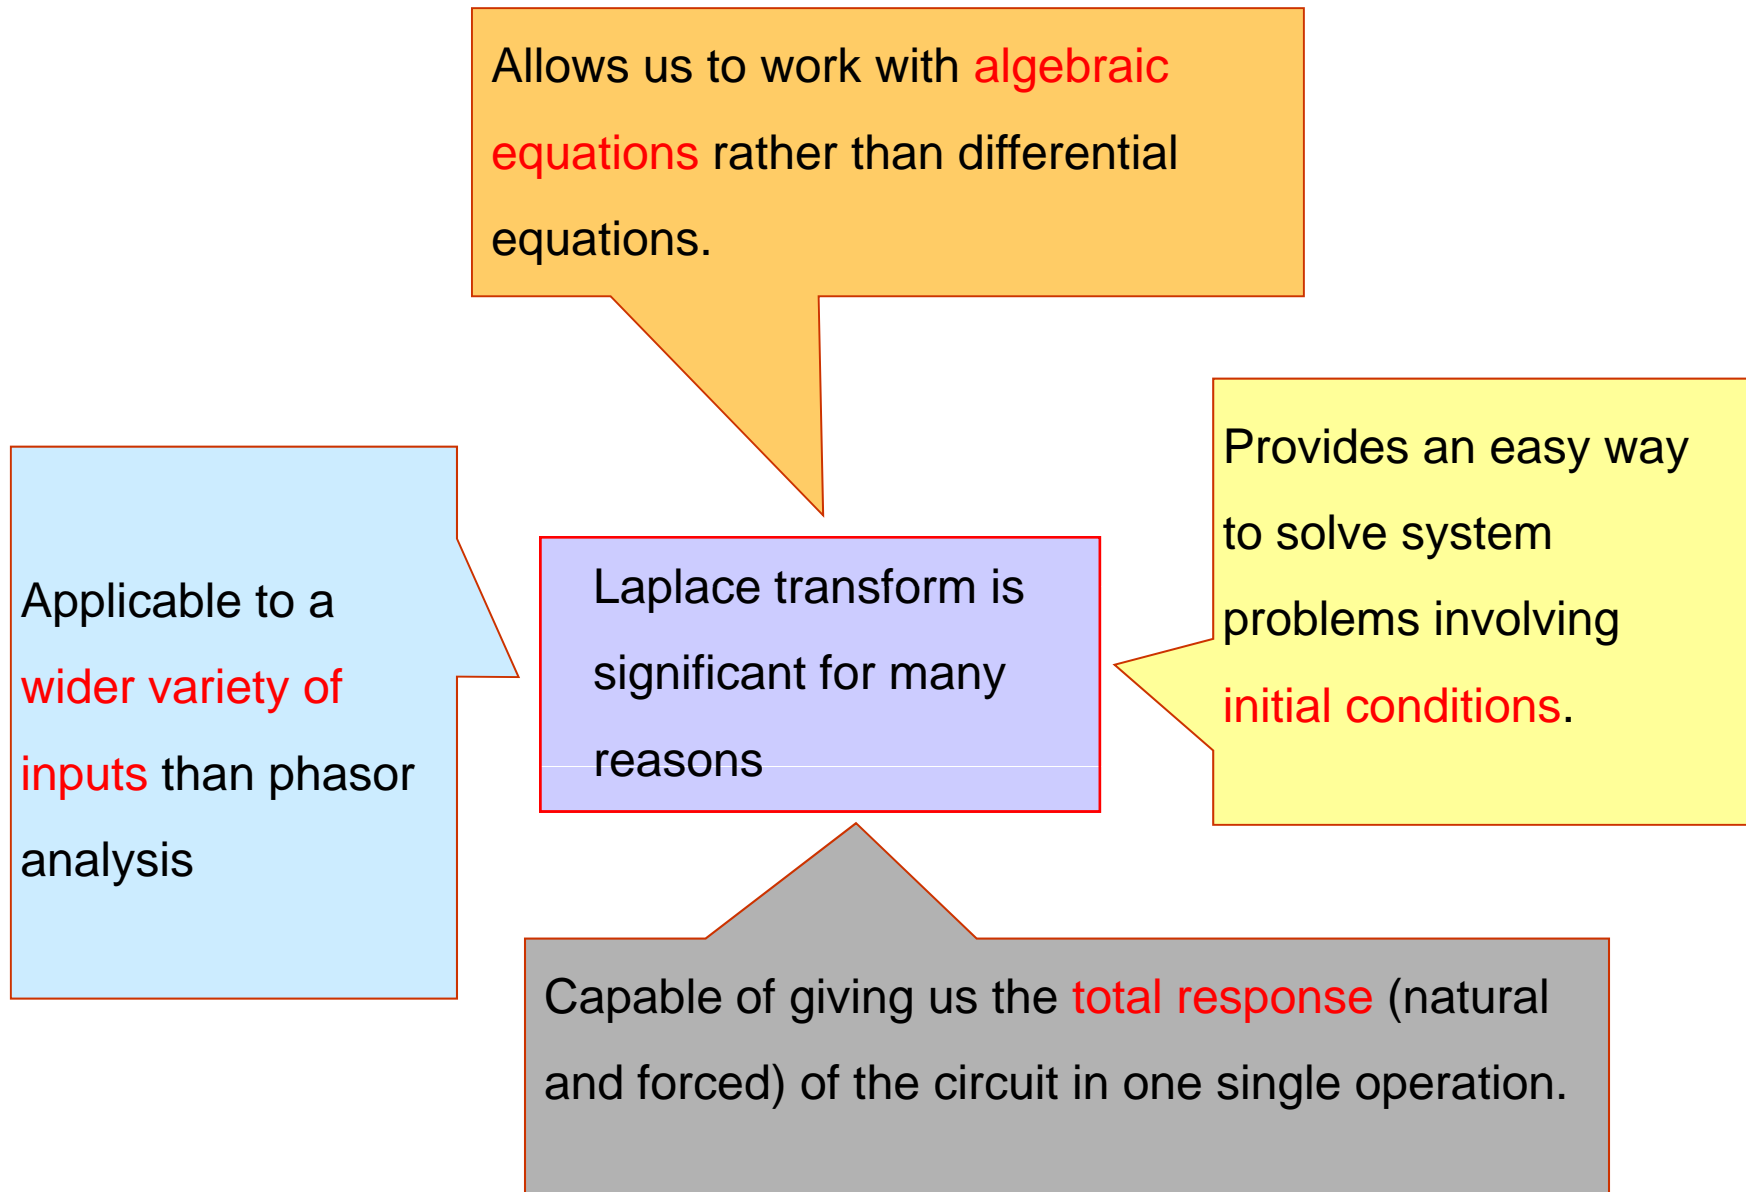 Allows us to work with algebraic
equations rather than differential
equations.
Applicable to a
wider variety of
inputs than phasor
analysis
Laplace transform is
significant for many
reasons
Provides an easy way
to solve system
problems involving
initial conditions.
Capable of giving us the total response (natural
and forced) of the circuit in one single operation.